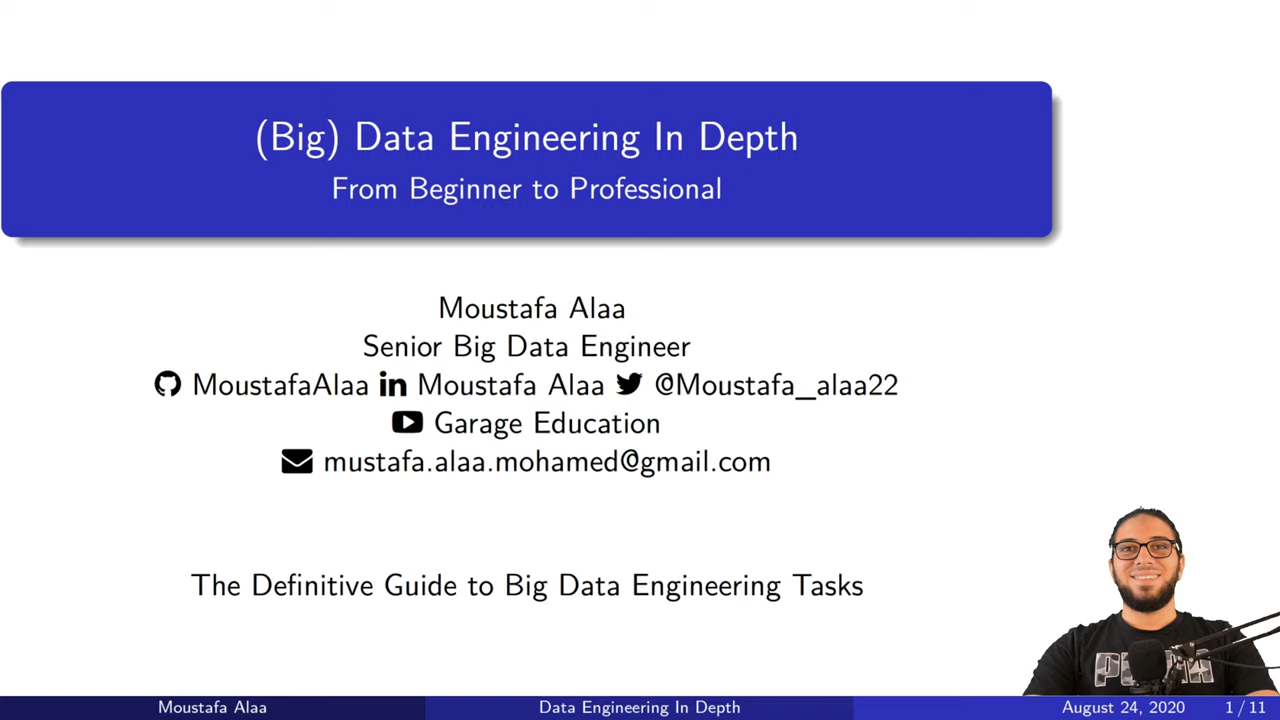 (Big) Data Engineering In Depth
From Beginner to Professional
Moustafa Alaa
Senior Big Data Engineer
MoustafaAlaa in Moustafa Alaa @Moustafa_alaa22
Garage Education
mustafa.alaa.mohamed@gmail.com
The Definitive Guide to Big Data Engineering Tasks
Moustafa Alaa Data Engineering In Depth August 24, 2020 1 / 11